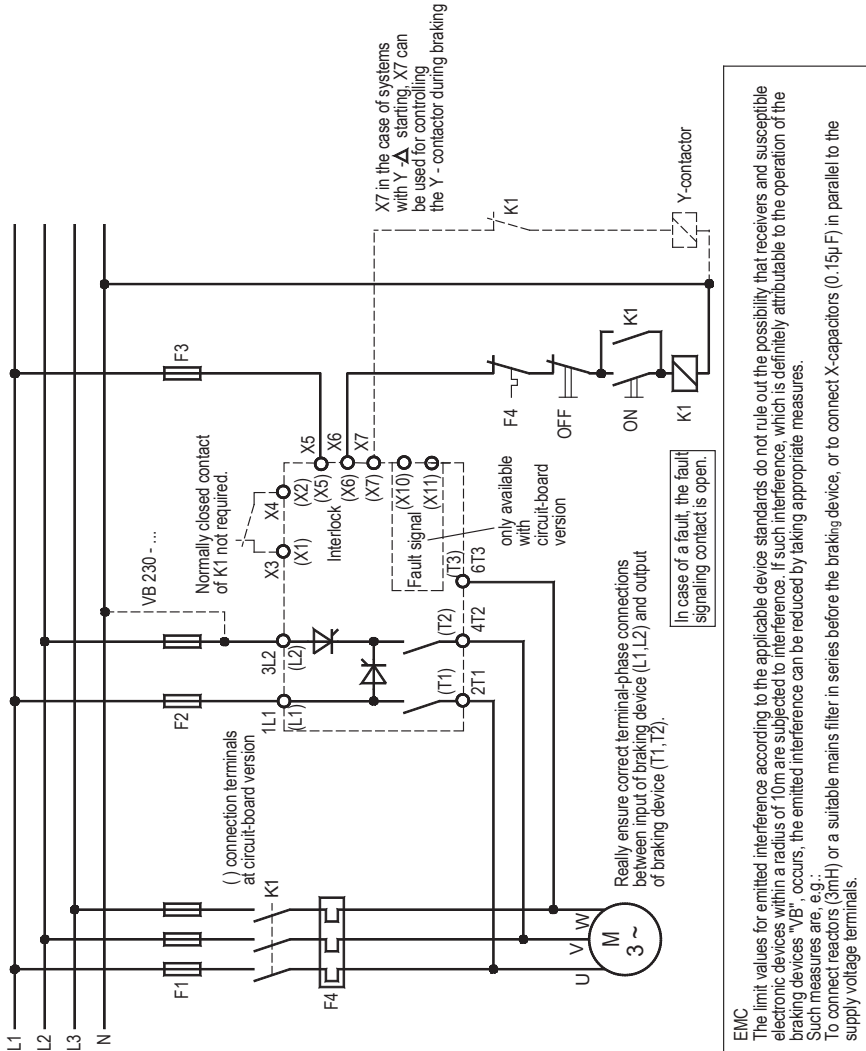 L1
L2
L3
N
F1
F2
F3
VB 230 - ...
Normally closed contact
of K1 not required.
( ) connection terminals
at circuit-board version
K1
F4
1L1
(L1)
3L2
(L2)
X3
(X1)
X4
(X2)
Interlock
X5
(X5)
X6
(X6)
X7
(X7)
(X10)
(X11)
Fault signal
only available
with
circuit-board
version
(T1)
2T1
(T2)
4T2
(T3)
6T3
U
V
W
M
3 ~
Really ensure correct terminal-phase connections
between input of braking device (L1,L2) and output
of braking device (T1,T2).
In case of a fault, the fault
signaling contact is open.
F4
OFF
ON
K1
K1
X7 in the case of systems
with Y -Δ starting, X7 can
be used for controlling
the Y - contactor during braking
K1
Y-contactor
EMC
The limit values for emitted interference according to the applicable device standards do not rule out the possibility that receivers and susceptible
electronic devices within a radius of 10m are subjected to interference. If such interference, which is definitely attributable to the operation of the
braking devices "VB", occurs, the emitted interference can be reduced by taking appropriate measures.
Such measures are, e.g.:
To connect reactors (3mH) or a suitable mains filter in series before the braking device, or to connect X-capacitors (0.15µ F) in parallel to the
supply voltage terminals.